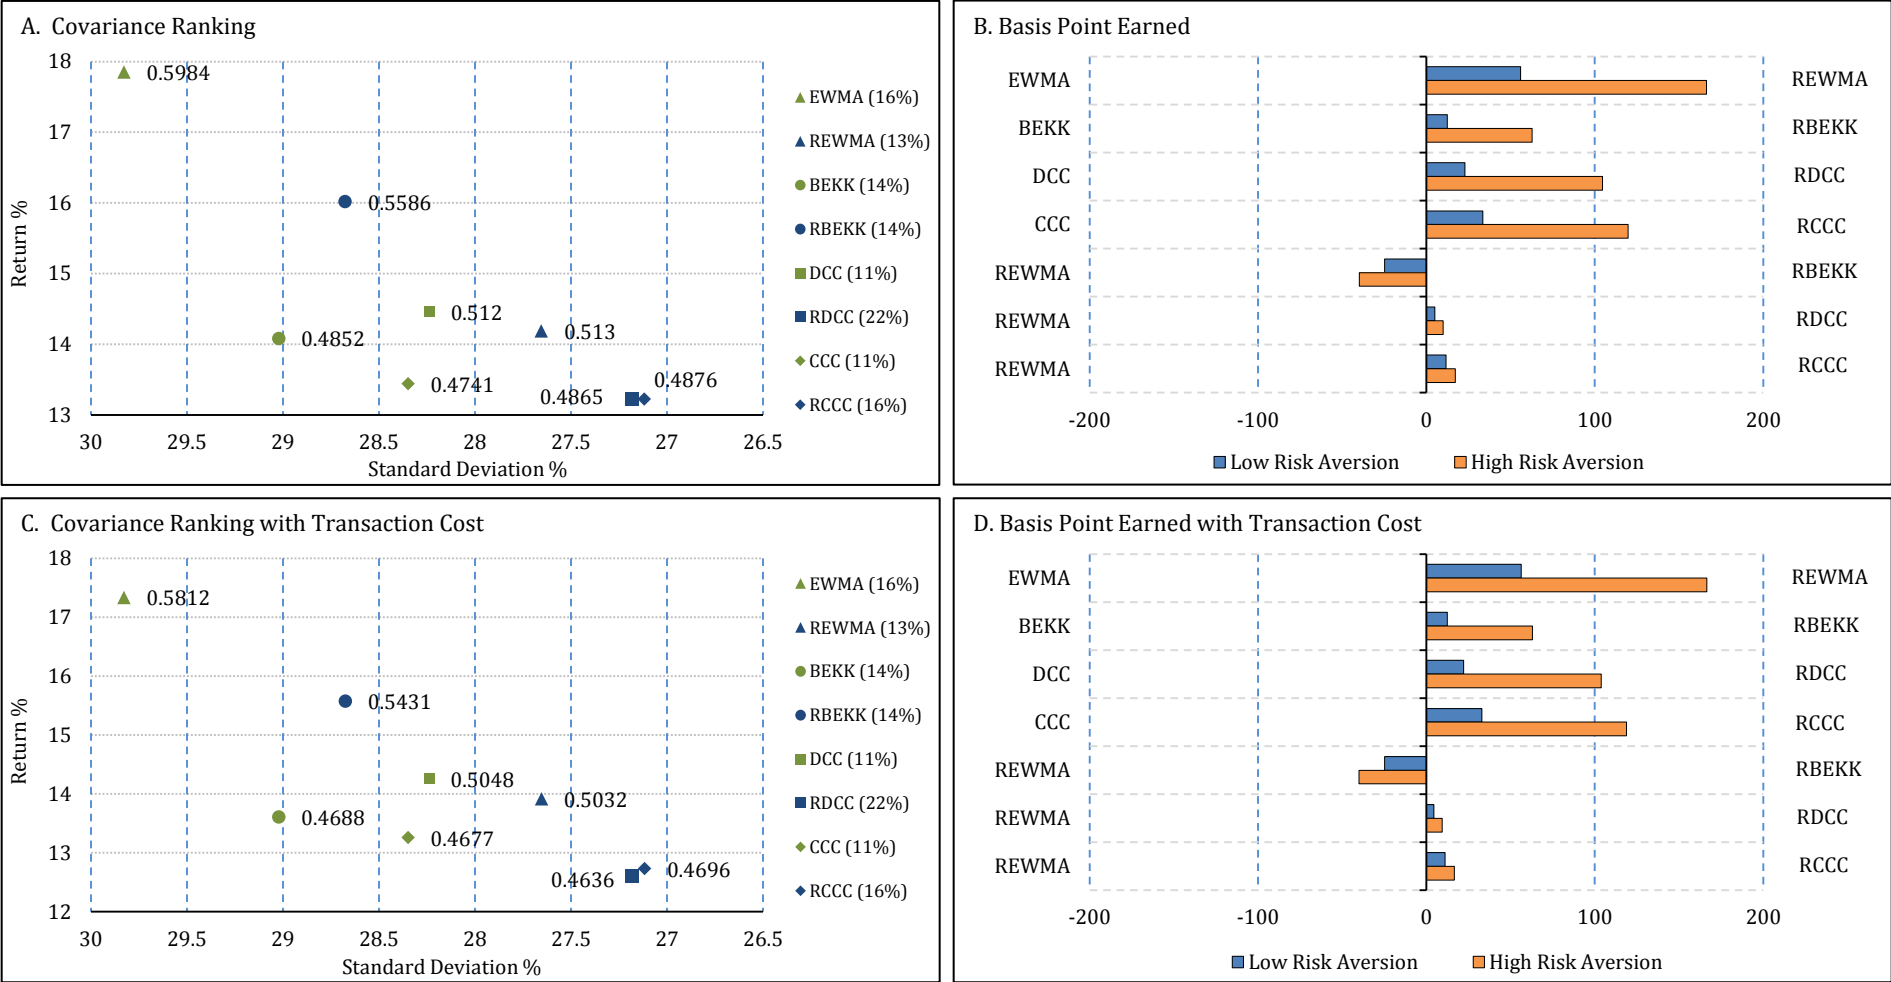 A. Covariance Ranking
18
17
16
15
14
13
Return %
0.5984
0.5586
0.512
0.513
0.4852
0.4741
0.4865
0.4876
30 29.5 29 28.5 28 27.5 27 26.5
Standard Deviation %
EWMA (16%)
REWMA (13%)
BEKK (14%)
RBEKK (14%)
DCC (11%)
RDCC (22%)
CCC (11%)
RCCC (16%)
B. Basis Point Earned
EWMA REWMA
BEKK RBEKK
DCC RDCC
CCC RCCC
REWMA RBEKK
REWMA RDCC
REWMA RCCC
-200 -100 0 100 200
Low Risk Aversion High Risk Aversion
C. Covariance Ranking with Transaction Cost
18
17
16
15
14
13
12
Return %
0.5812
0.5431
0.5048
0.5032
0.4688
0.4677
0.4636
0.4696
30 29.5 29 28.5 28 27.5 27 26.5
Standard Deviation %
EWMA (16%)
REWMA (13%)
BEKK (14%)
RBEKK (14%)
DCC (11%)
RDCC (22%)
CCC (11%)
RCCC (16%)
D. Basis Point Earned with Transaction Cost
EWMA REWMA
BEKK RBEKK
DCC RDCC
CCC RCCC
REWMA RBEKK
REWMA RDCC
REWMA RCCC
-200 -100 0 100 200
Low Risk Aversion High Risk Aversion